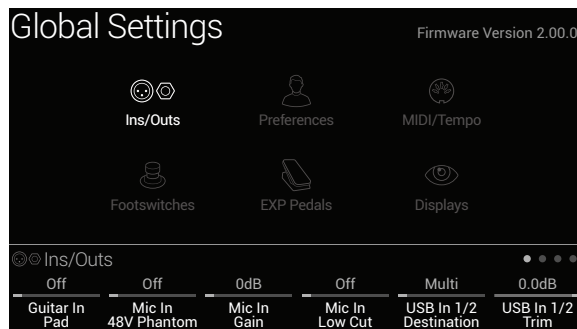 Global Settings
Firmware Version 2.00.0
Ins/Outs
Preferences
MIDI/Tempo
Footswitches
EXP Pedals
Displays
Ins/Outs
Off
Off
0dB
Off
Multi
0.0dB
Guitar In
Pad
Mic In
48V Phantom
Mic In
Gain
Mic In
Low Cut
USB In 1/2
Destination
USB In 1/2
Trim